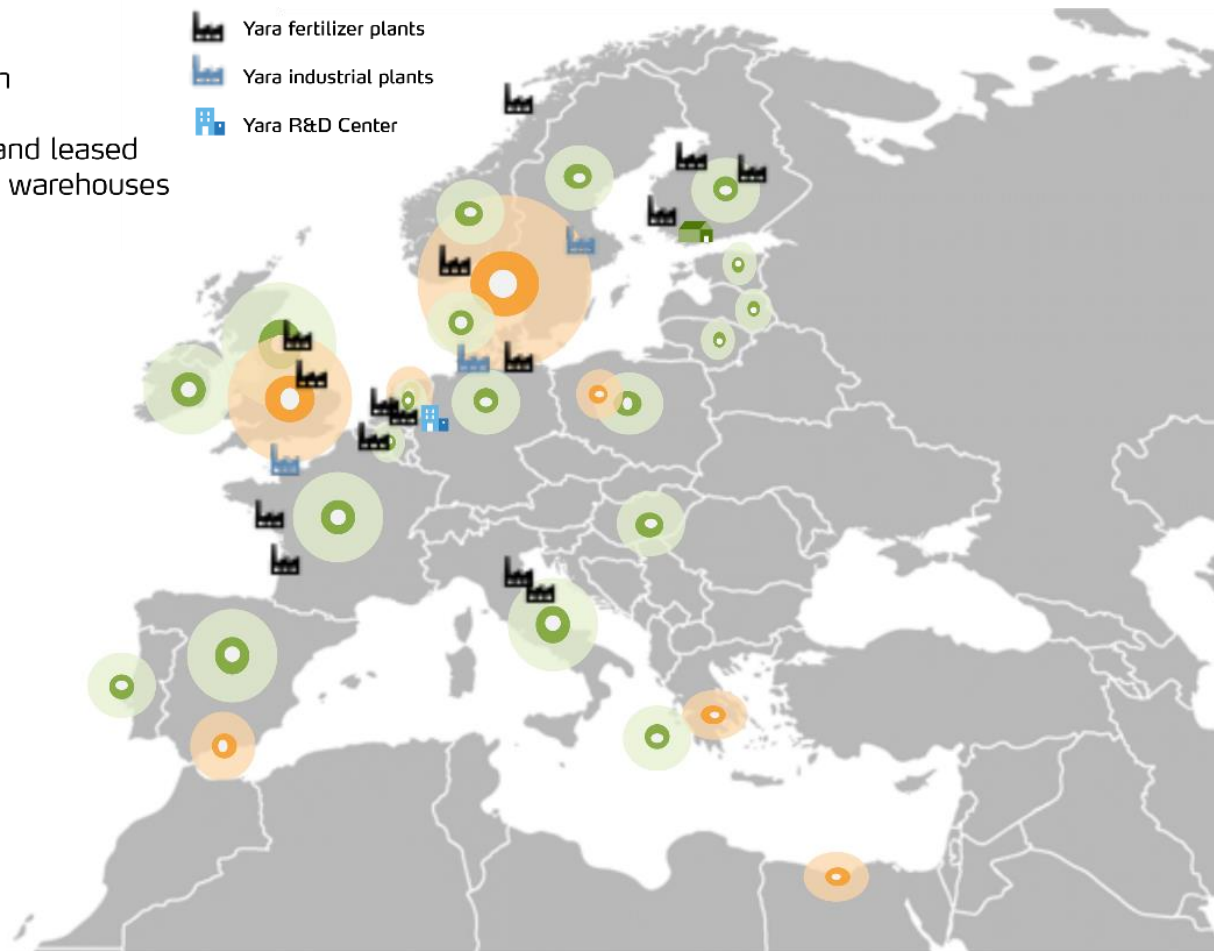 Yara fertilizer plants
Yara industrial plants
Yara R&D Center
and leased
warehouses